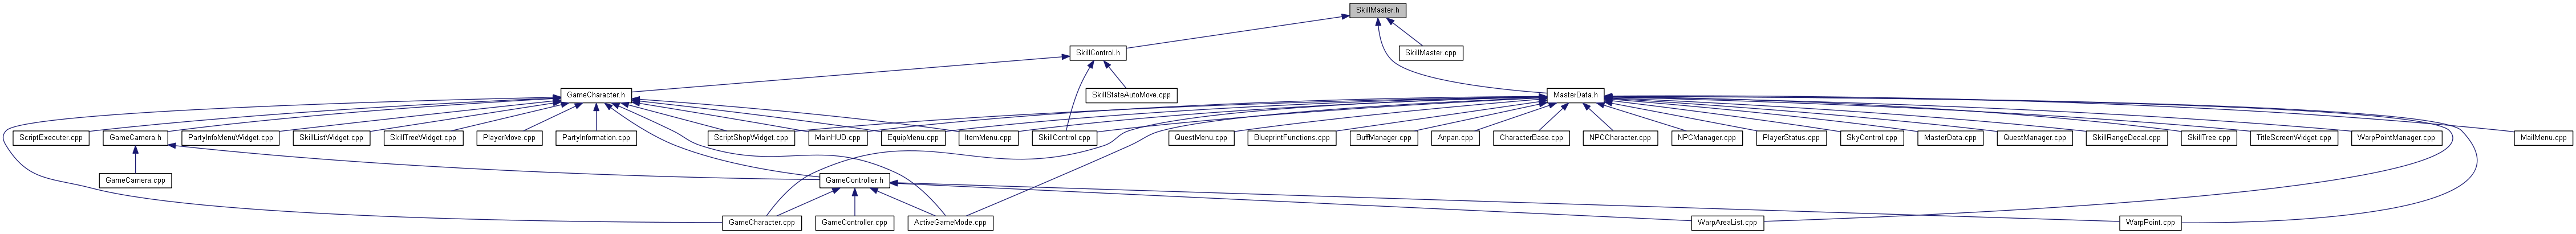 SkillMaster.h
SkillControl.h
SkillMaster.cpp
GameCharacter.h
SkillStateAutoMove.cpp
MasterData.h
ScriptExecuter.cpp
GameCamera.h
PartyInfoMenuWidget.cpp
SkillListWidget.cpp
SkillTreeWidget.cpp
PlayerMove.cpp
PartyInformation.cpp
ScriptShopWidget.cpp
MainHUD.cpp
EquipMenu.cpp
ItemMenu.cpp
SkillControl.cpp
QuestMenu.cpp
BlueprintFunctions.cpp
BuffManager.cpp
Anpan.cpp
CharacterBase.cpp
NPCCharacter.cpp
NPCManager.cpp
PlayerStatus.cpp
SkyControl.cpp
MasterData.cpp
QuestManager.cpp
SkillRangeDecal.cpp
SkillTree.cpp
TitleScreenWidget.cpp
WarpPointManager.cpp
MailMenu.cpp
GameCamera.cpp
GameController.h
GameCharacter.cpp
GameController.cpp
ActiveGameMode.cpp
WarpAreaList.cpp
WarpPoint.cpp